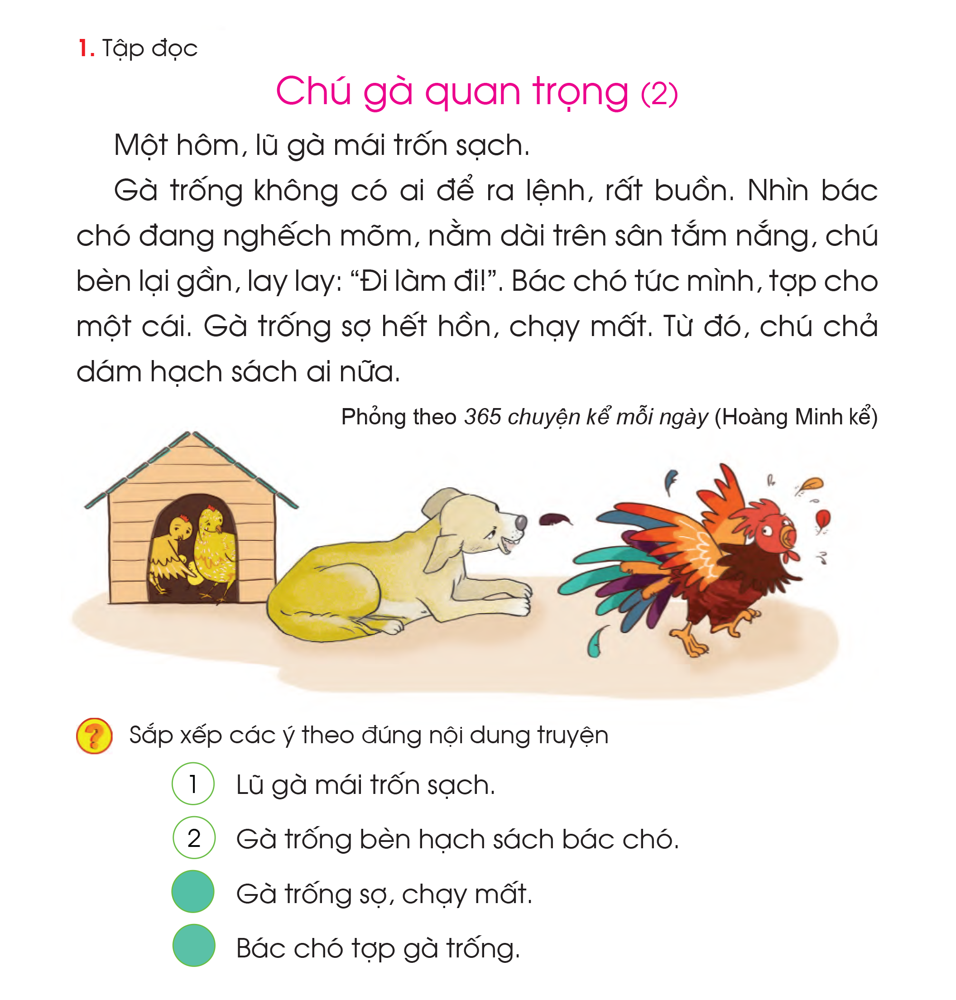 1. Tập đọc
Chú gà quan trọng (2)
Một hôm, lũ gà mái trốn sạch.
Gà trống không có ai để ra lệnh, rất buồn. Nhìn bác
chó đang nghếch mõm, nằm dài trên sân tắm nắng, chú
bèn lại gần, lay lay: “Đi làm đi!”. Bác chó tức mình, tợp cho
một cái. Gà trống sợ hết hồn, chạy mất. Từ đó, chú chả
dám hạch sách ai nữa.
Phỏng theo 365 chuyện kể mỗi ngày (Hoàng Minh kể)
? Sắp xếp các ý theo đúng nội dung truyện
1 Lũ gà mái trốn sạch.
2 Gà trống bèn hạch sách bác chó.
Gà trống sợ, chạy mất.
Bác chó tợp gà trống.